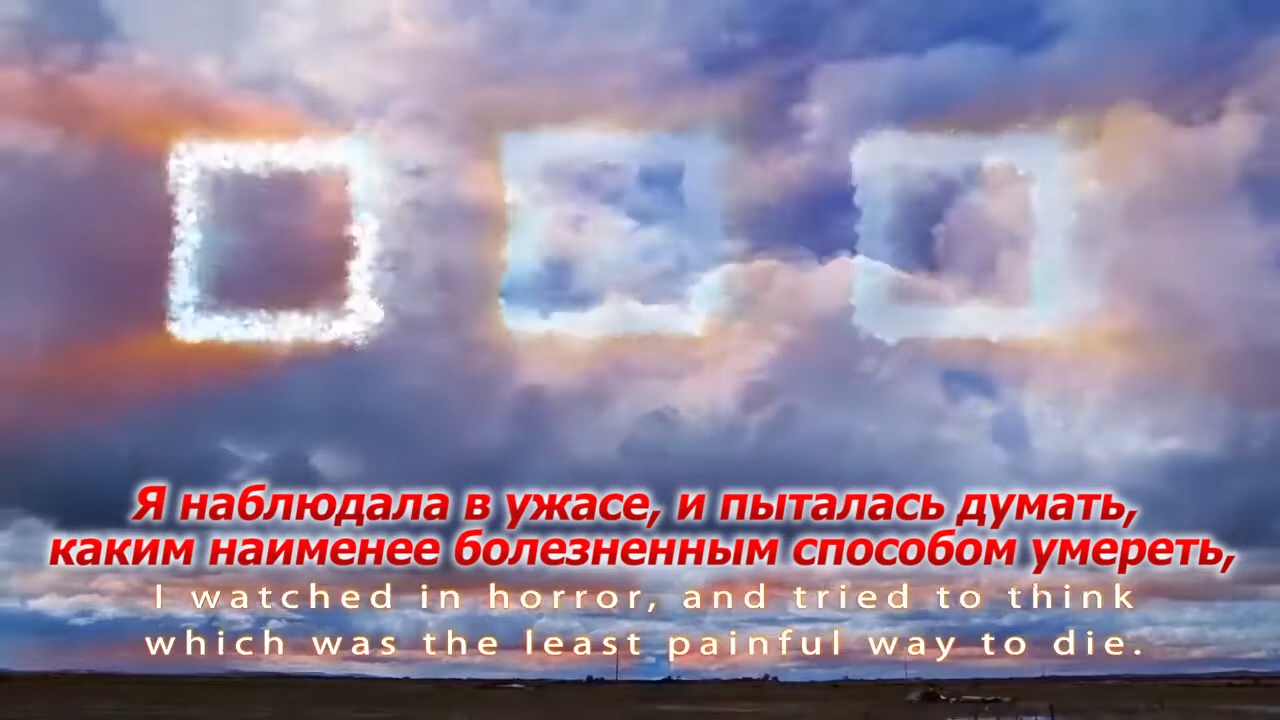 Я наблюдала в ужасе, и пыталась думать,
каким наименее болезненным способом умереть,
I watched in horror, and tried to think
which was the least painful way to die.